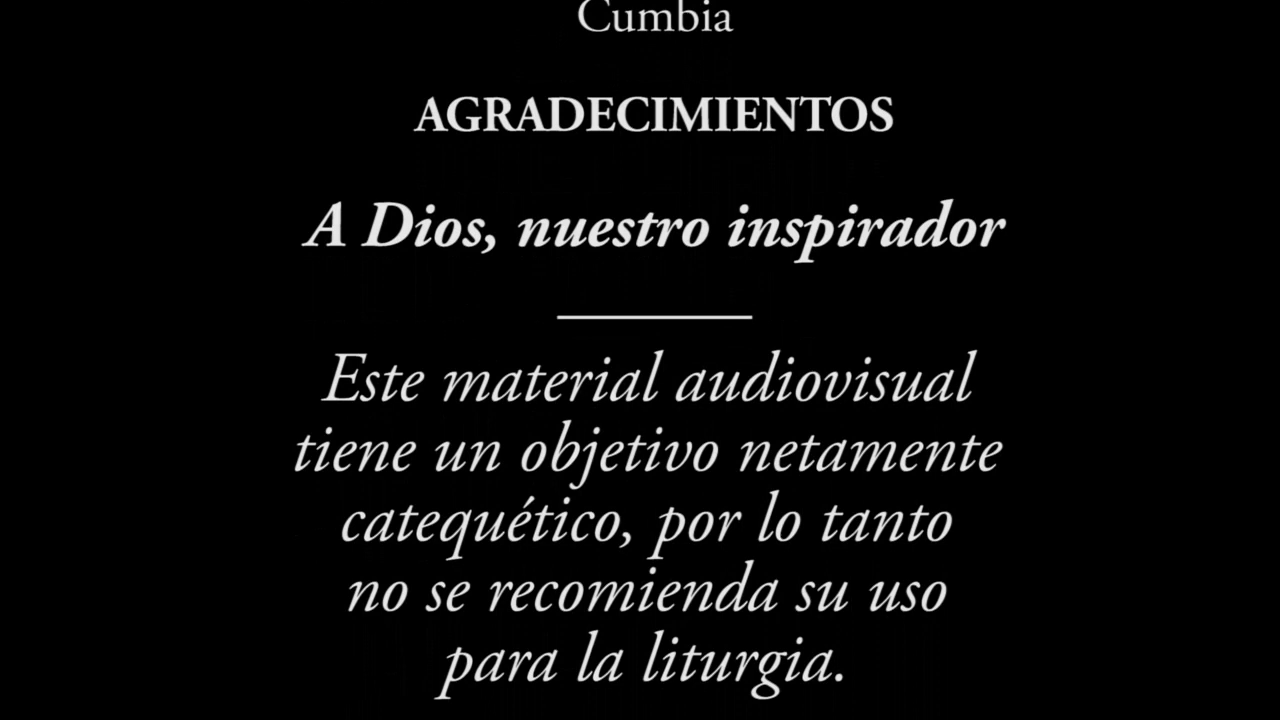 Cumbia
AGRADECIMIENTOS
A Dios, nuestro inspirador
Este material audiovisual
tiene un objetivo netamente
catequético, por lo tanto
no se recomienda su uso
para la liturgia.